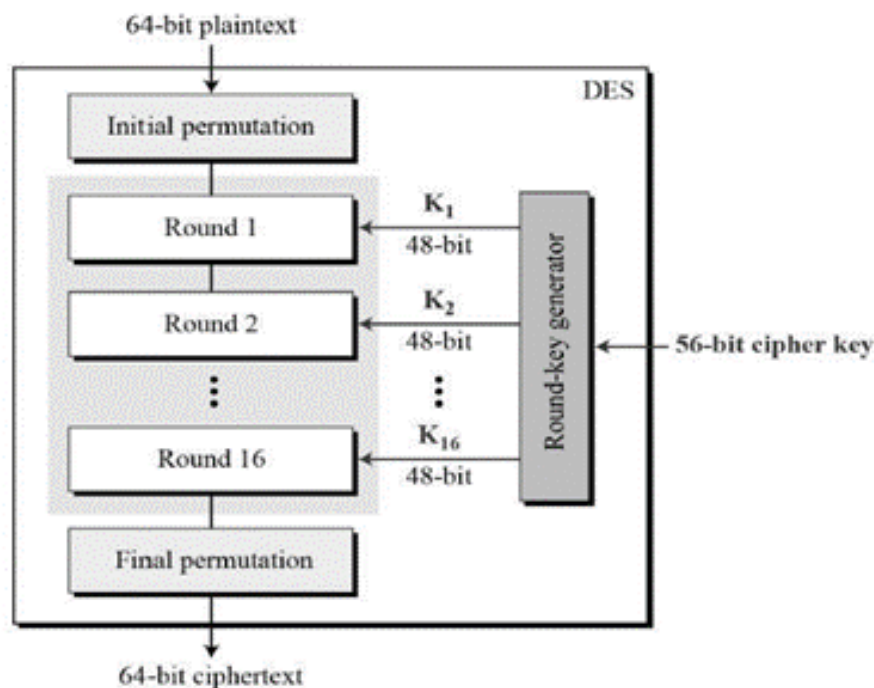 64-bit plaintext
DES
Initial permutation
Round 1
K1
48-bit
Round 2
K2
48-bit
Round 16
K16
48-bit
Round-key generator
56-bit cipher key
Final permutation
64-bit ciphertext